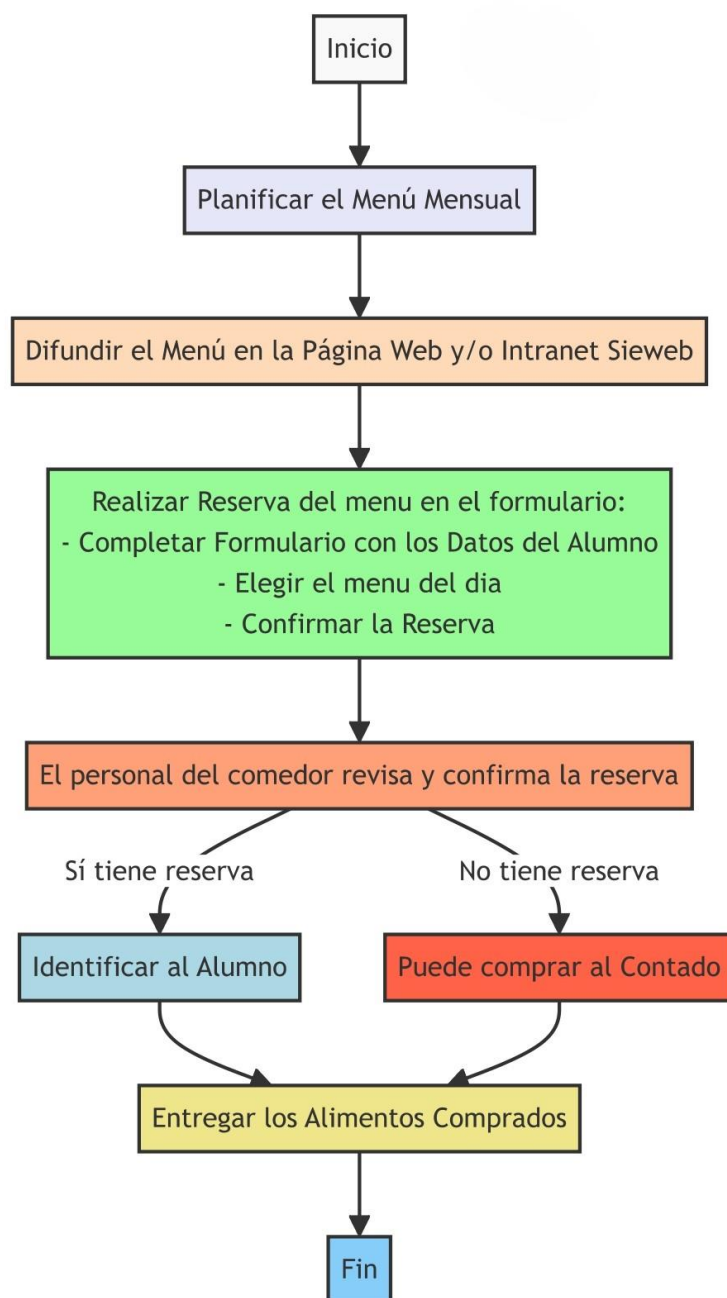 Inicio
Planificar el Menú Mensual
Difundir el Menú en la Página Web y/o Intranet Sieweb
Realizar Reserva del menu en el formulario:
- Completar Formulario con los Datos del Alumno
- Elegir el menu del dia
- Confirmar la Reserva
El personal del comedor revisa y confirma la reserva
Sí tiene reserva
No tiene reserva
Identificar al Alumno
Puede comprar al Contado
Entregar los Alimentos Comprados
Fin